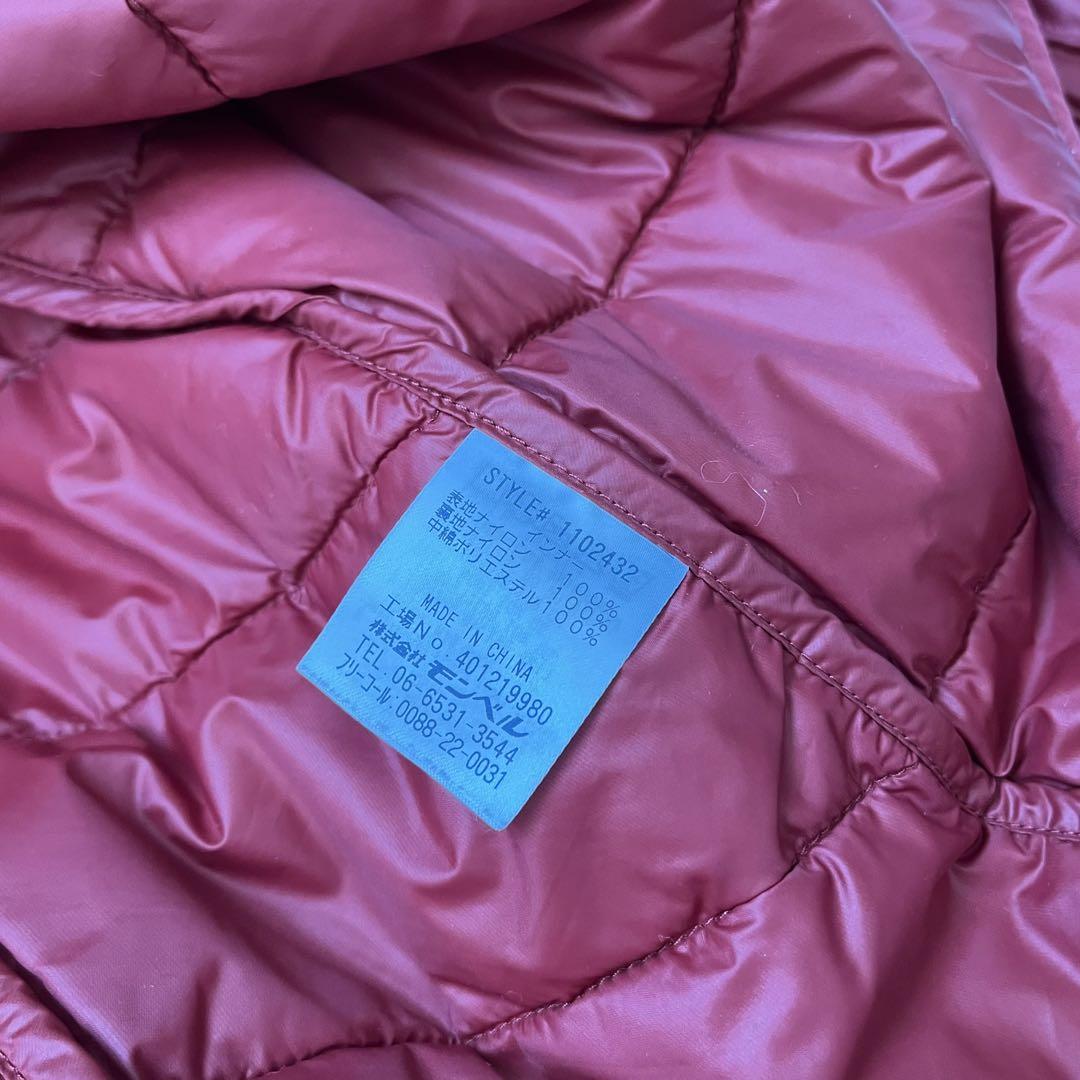 STYLE# 1102432
インナー
表地ナイロン 100%
裏地ナイロン 100%
中綿ポリエステル100%
MADE IN CHINA
工場No. 401219980
株式会社 モンベル
TEL 06-6531-3544
フリーコール 0088-22-0031